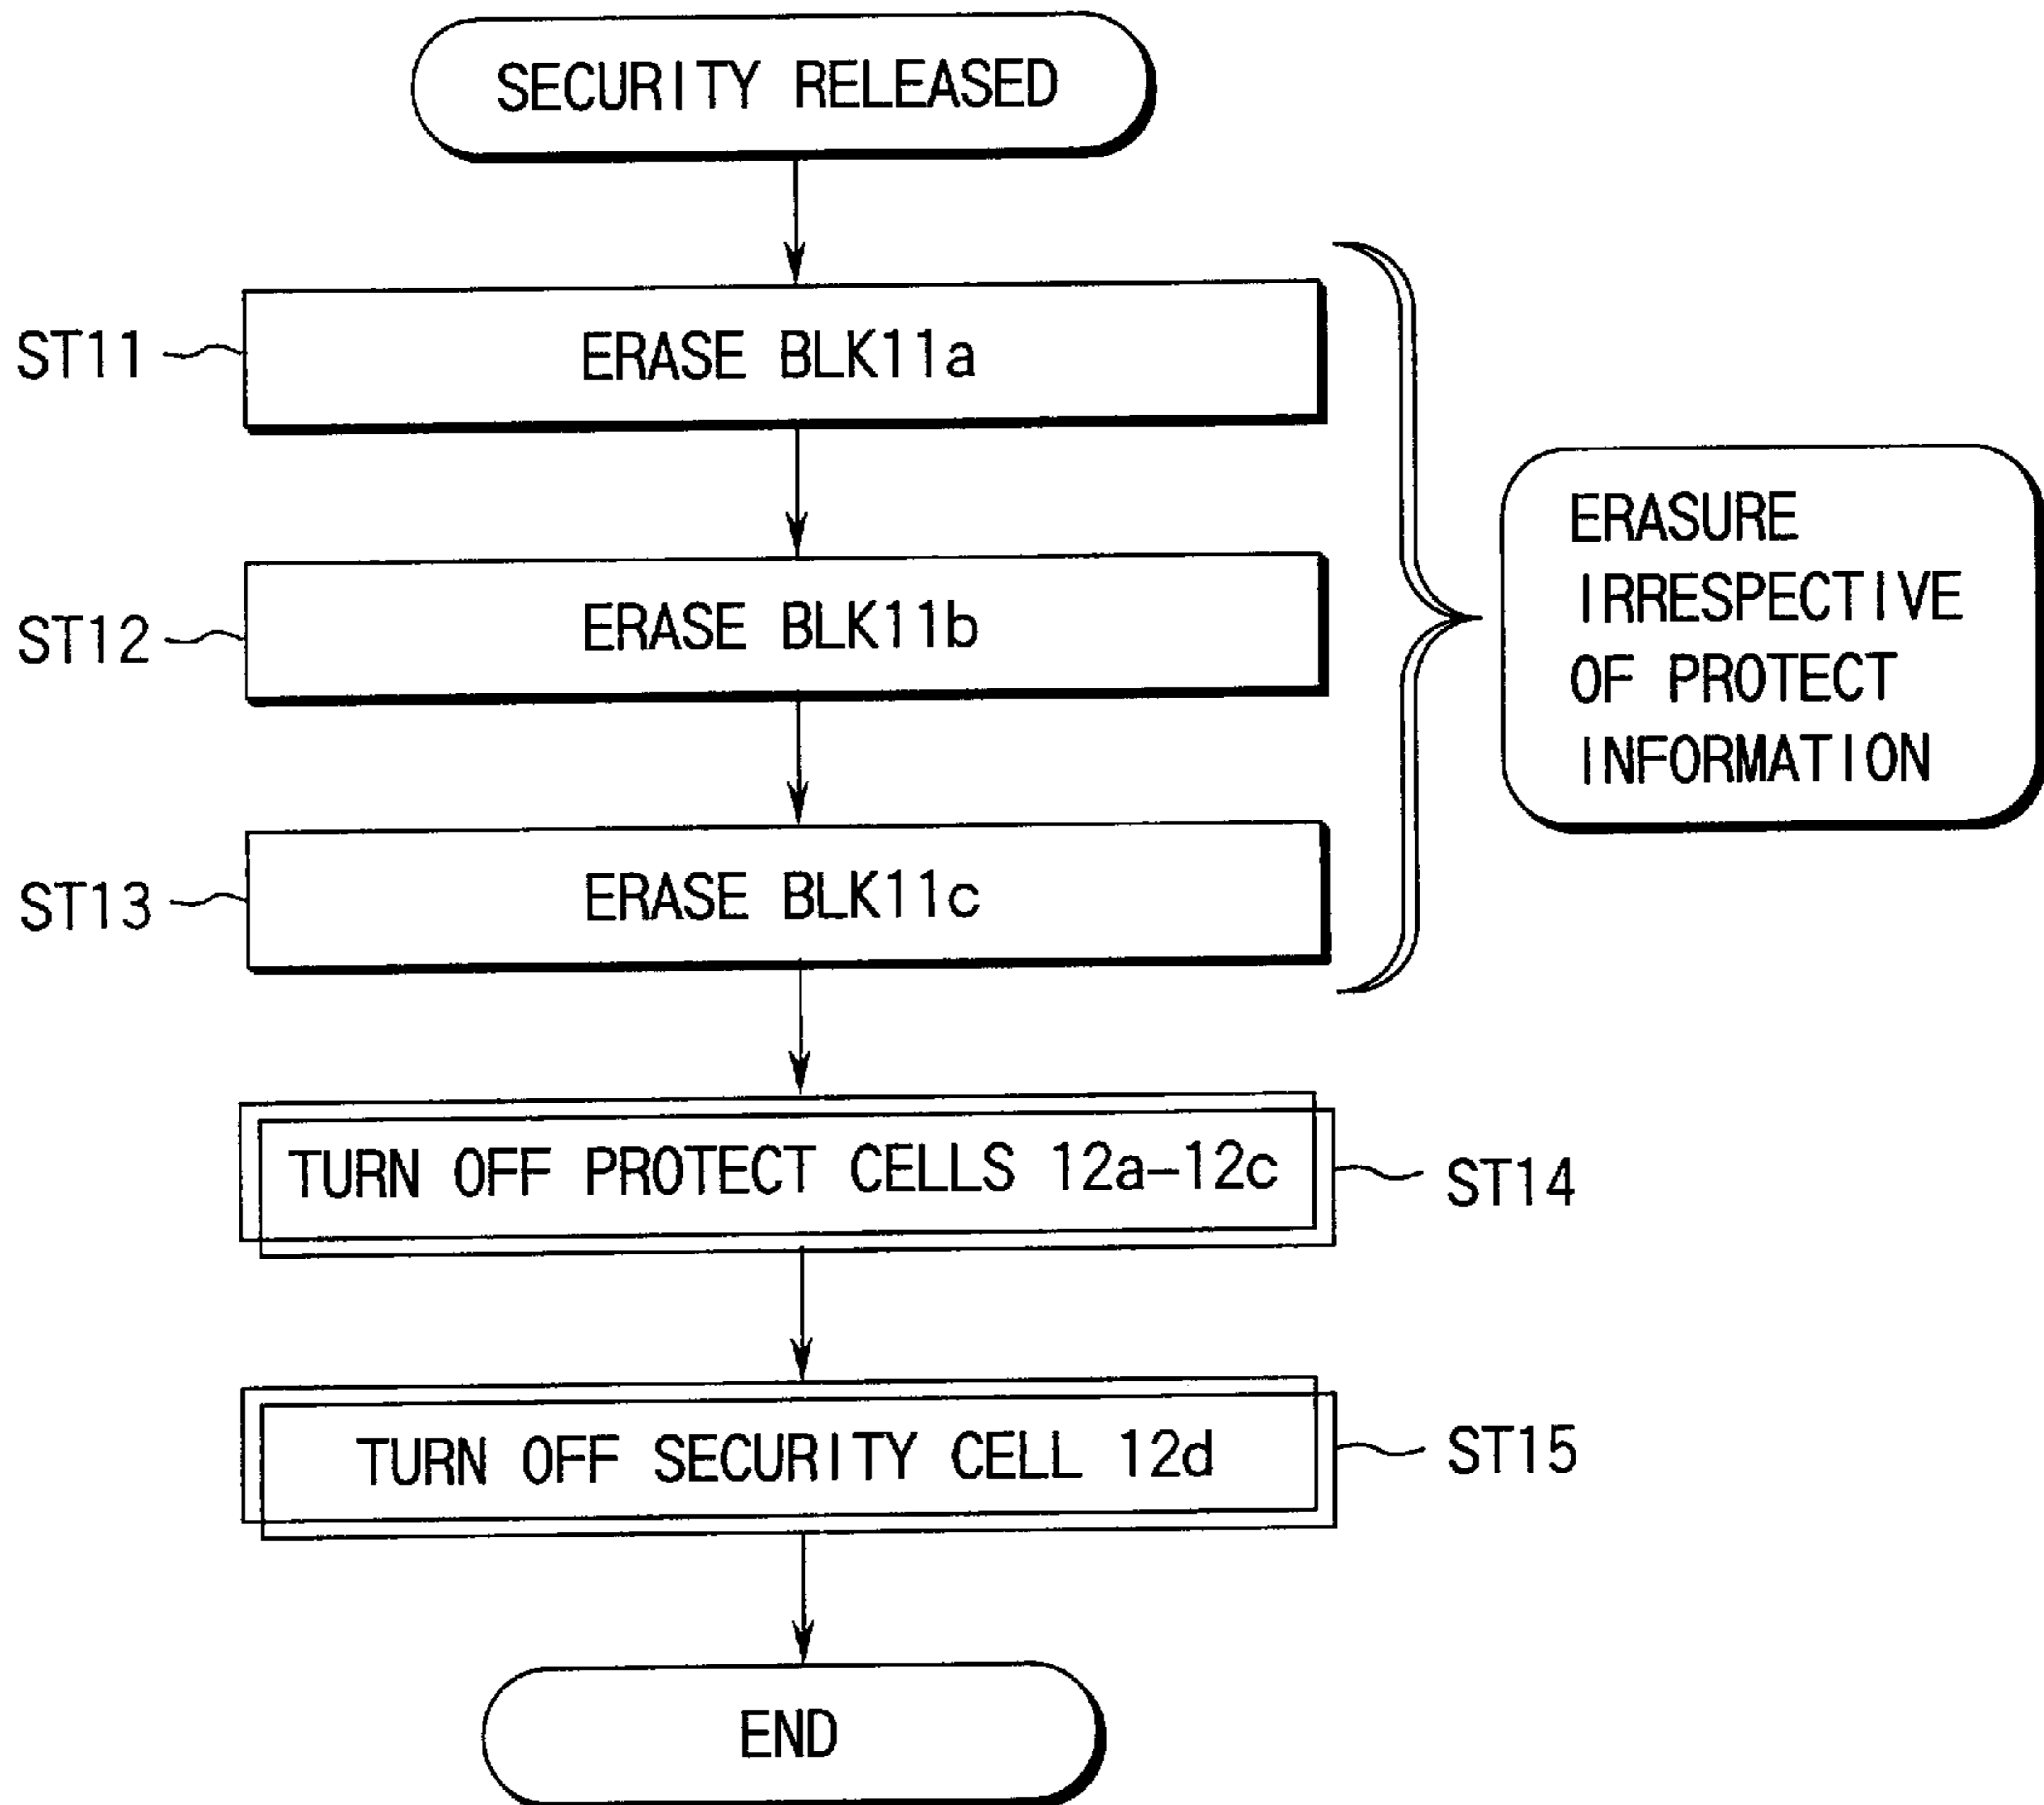 SECURITY RELEASED
ST11
ERASE BLK11a
ERASURE
IRRESPECTIVE
OF PROTECT
INFORMATION
ST12
ERASE BLK11b
ST13
ERASE BLK11c
TURN OFF PROTECT CELLS 12a-12c
ST14
TURN OFF SECURITY CELL 12d
ST15
END